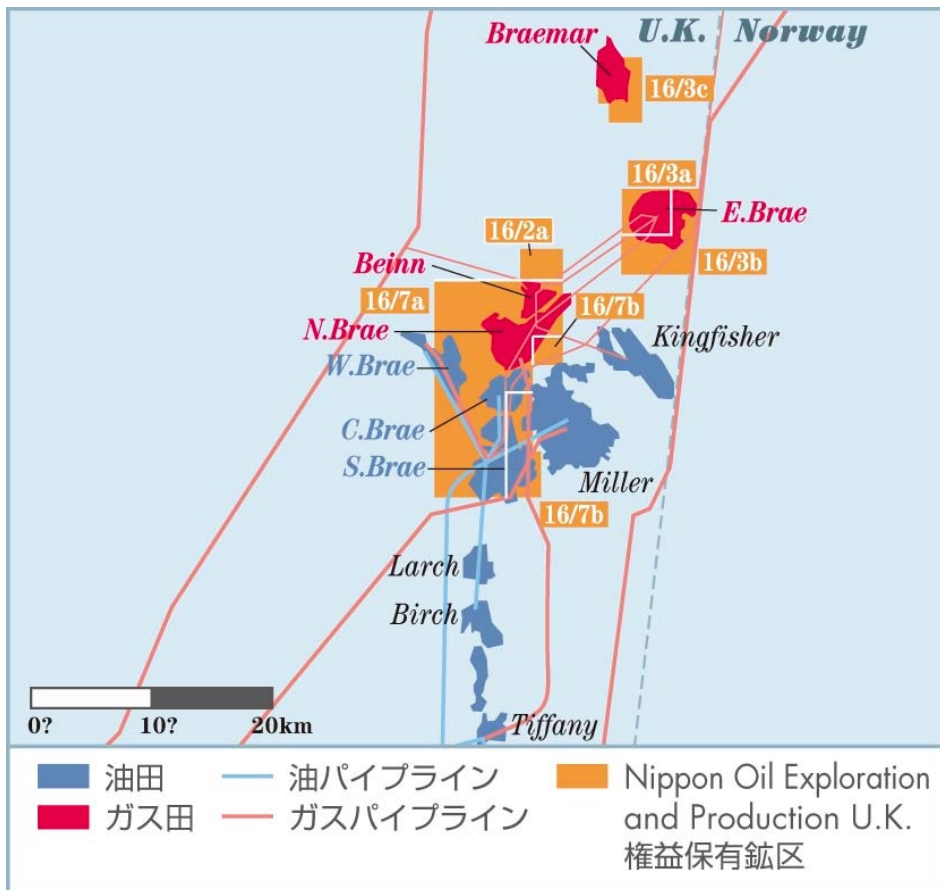 U.K. Norway
Braemar
16/3c
16/3a
E.Brae
16/2a
Beinn
16/3b
16/7a
16/7b
N.Brae
Kingfisher
W.Brae
C.Brae
S.Brae
Miller
16/7b
Larch
Birch
Tiffany
0? 10? 20km
油田
油パイプライン
Nippon Oil Exploration
and Production U.K.
権益保有鉱区
ガス田
ガスパイプライン